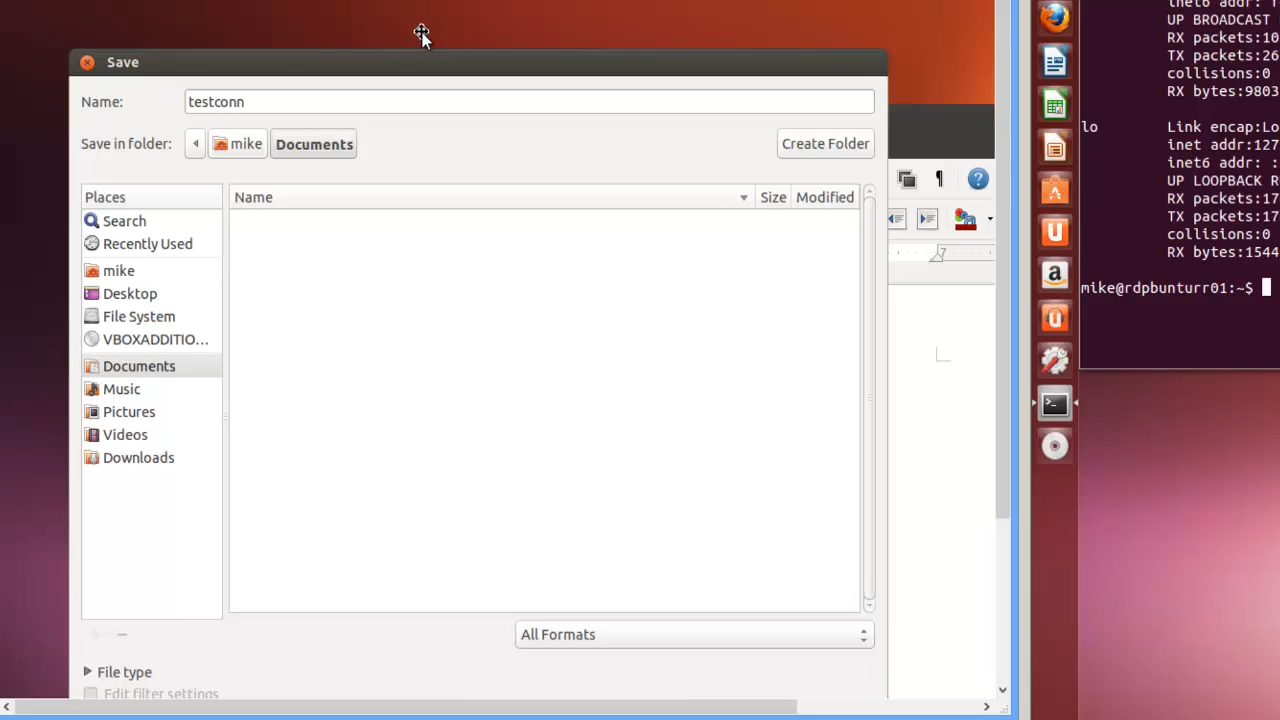 Save
Name: testconn
Save in folder: mike Documents Create Folder
Places
Search
Recently Used
mike
Desktop
File System
VBOXADDITIO...
Documents
Music
Pictures
Videos
Downloads
Name Size Modified
All Formats
File type
Edit filter settings
7
inet6 addr:
UP BROADCAST
RX packets:10
TX packets:26
collisions:0
RX bytes:9803
lo Link encap:Lo
inet addr:127
inet6 addr: :
UP LOOPBACK R
RX packets:17
TX packets:17
collisions:0
RX bytes:1544
mike@rdpbunturr01:~$